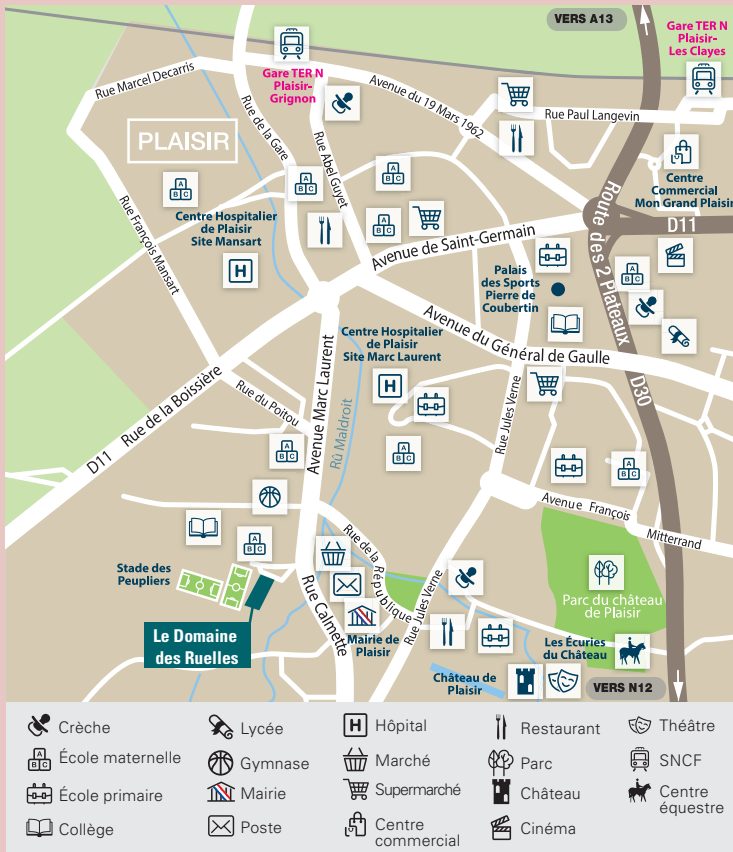 VERS A13
Gare TER N
Plaisir-
Les Clayes
Gare TER N
Plaisir-
Grignon
Rue Marcel Decarris
Rue de la Gare
Avenue du 19 Mars 1962
Rue Paul Langevin
PLAISIR
Rue Abel Guyet
A
B C
A
B C
A
B C
A
B C
Centre
Commercial
Mon Grand Plaisir
Centre Hospitalier
de Plaisir
Site Mansart
H
Rue François Mansart
Avenue de Saint-Germain
Route des 2 Plateaux
D11
A
B C
Palais
des Sports
Pierre de
Coubertin
Centre Hospitalier
de Plaisir
Site Marc Laurent
H
Avenue du Général de Gaulle
D30
Rue du Poitou
Avenue Marc Laurent
Rû Maldroit
Rue Jules Verne
D11 Rue de la Boissière
A
B C
A
B C
A
B C
Avenue François
Mitterrand
A
B C
Stade des
Peupliers
Rue de la République
Rue Calmette
Rue Jules Verne
Le Domaine
des Ruelles
Mairie de
Plaisir
Parc du château
de Plaisir
Les Écuries
du Château
Château de
Plaisir
VERS N12
Crèche
A
B C
École maternelle
École primaire
Collège
Lycée
Gymnase
Mairie
Poste
H
Hôpital
Marché
Supermarché
Centre
commercial
Restaurant
Parc
Château
Cinéma
Théâtre
SNCF
Centre
équestre